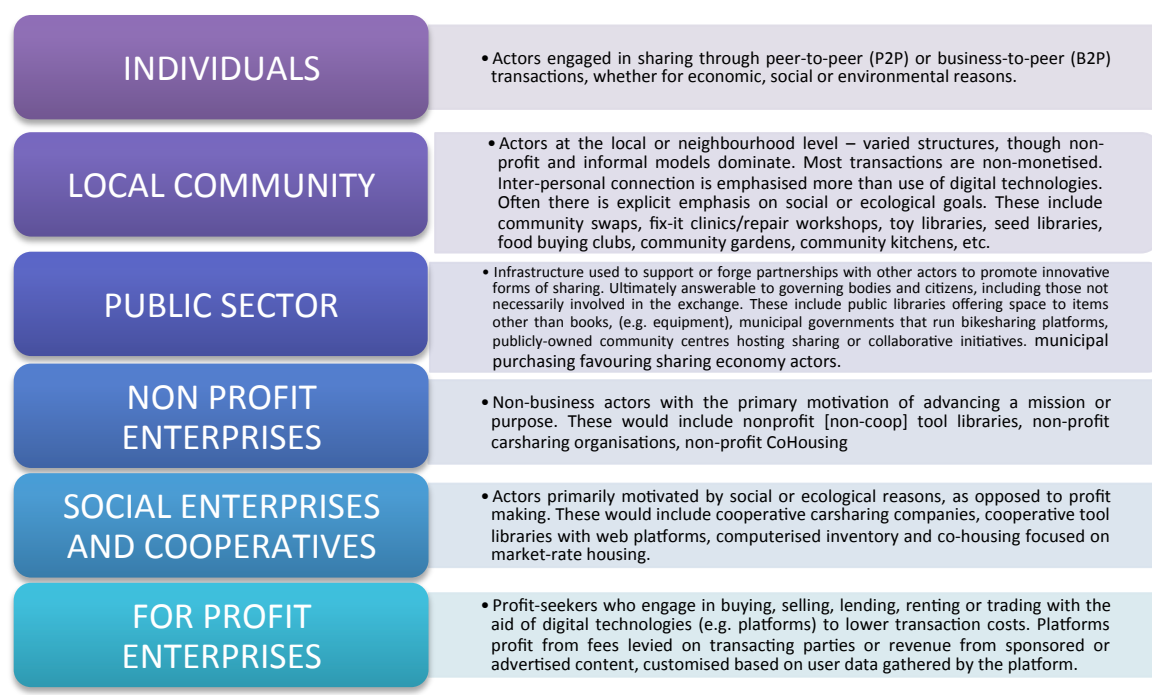 INDIVIDUALS
• Actors engaged in sharing through peer-to-peer (P2P) or business-to-peer (B2P)
transactions, whether for economic, social or environmental reasons.
LOCAL COMMUNITY
• Actors at the local or neighbourhood level – varied structures, though non-
profit and informal models dominate. Most transactions are non-monetised.
Inter-personal connection is emphasised more than use of digital technologies.
Often there is explicit emphasis on social or ecological goals. These include
community swaps, fix-it clinics/repair workshops, toy libraries, seed libraries,
food buying clubs, community gardens, community kitchens, etc.
PUBLIC SECTOR
• Infrastructure used to support or forge partnerships with other actors to promote innovative
forms of sharing. Ultimately answerable to governing bodies and citizens, including those not
necessarily involved in the exchange. These include public libraries offering space to items
other than books, (e.g. equipment), municipal governments that run bikesharing platforms,
publicly-owned community centres hosting sharing or collaborative initiatives. municipal
purchasing favouring sharing economy actors.
NON PROFIT
ENTERPRISES
• Non-business actors with the primary motivation of advancing a mission or
purpose. These would include nonprofit [non-coop] tool libraries, non-profit
carsharing organisations, non-profit CoHousing
SOCIAL ENTERPRISES
AND COOPERATIVES
• Actors primarily motivated by social or ecological reasons, as opposed to profit
making. These would include cooperative carsharing companies, cooperative tool
libraries with web platforms, computerised inventory and co-housing focused on
market-rate housing.
FOR PROFIT
ENTERPRISES
• Profit-seekers who engage in buying, selling, lending, renting or trading with the
aid of digital technologies (e.g. platforms) to lower transaction costs. Platforms
profit from fees levied on transacting parties or revenue from sponsored or
advertised content, customised based on user data gathered by the platform.